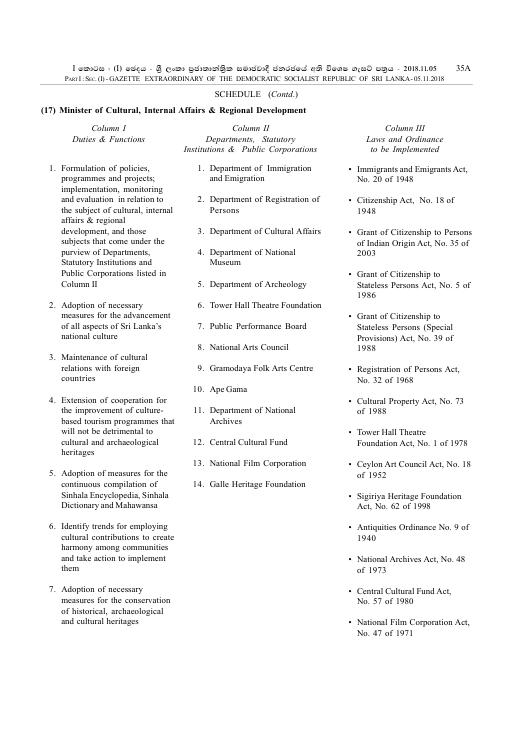 I කොටස - (I) ඡෙදය - ශ්‍රී ලංකා ප්‍රජාතාන්ත්‍රික සමාජවාදී ජනරජයේ අති විශෙෂ ගැසට් පත්‍රය - 2018.11.05 35A
PART I : SEC. (I) - GAZETTE EXTRAORDINARY OF THE DEMOCRATIC SOCIALIST REPUBLIC OF SRI LANKA - 05.11.2018
SCHEDULE (Contd.)
(17) Minister of Cultural, Internal Affairs & Regional Development
Column I
Duties & Functions
1. Formulation of policies,
programmes and projects;
implementation, monitoring
and evaluation in relation to
the subject of cultural, internal
affairs & regional
development, and those
subjects that come under the
purview of Departments,
Statutory Institutions and
Public Corporations listed in
Column II
2. Adoption of necessary
measures for the advancement
of all aspects of Sri Lanka's
national culture
3. Maintenance of cultural
relations with foreign
countries
4. Extension of cooperation for
the improvement of culture-
based tourism programmes that
will not be detrimental to
cultural and archaeological
heritages
5. Adoption of measures for the
continuous compilation of
Sinhala Encyclopedia, Sinhala
Dictionary and Mahawansa
6. Identify trends for employing
cultural contributions to create
harmony among communities
and take action to implement
them
7. Adoption of necessary
measures for the conservation
of historical, archaeological
and cultural heritages
Column II
Departments, Statutory
Institutions & Public Corporations
1. Department of Immigration
and Emigration
2. Department of Registration of
Persons
3. Department of Cultural Affairs
4. Department of National
Museum
5. Department of Archeology
6. Tower Hall Theatre Foundation
7. Public Performance Board
8. National Arts Council
9. Gramodaya Folk Arts Centre
10. Ape Gama
11. Department of National
Archives
12. Central Cultural Fund
13. National Film Corporation
14. Galle Heritage Foundation
Column III
Laws and Ordinance
to be Implemented
• Immigrants and Emigrants Act,
No. 20 of 1948
• Citizenship Act, No. 18 of
1948
• Grant of Citizenship to Persons
of Indian Origin Act, No. 35 of
2003
• Grant of Citizenship to
Stateless Persons Act, No. 5 of
1986
• Grant of Citizenship to
Stateless Persons (Special
Provisions) Act, No. 39 of
1988
• Registration of Persons Act,
No. 32 of 1968
• Cultural Property Act, No. 73
of 1988
• Tower Hall Theatre
Foundation Act, No. 1 of 1978
• Ceylon Art Council Act, No. 18
of 1952
• Sigiriya Heritage Foundation
Act, No. 62 of 1998
• Antiquities Ordinance No. 9 of
1940
• National Archives Act, No. 48
of 1973
• Central Cultural Fund Act,
No. 57 of 1980
• National Film Corporation Act,
No. 47 of 1971